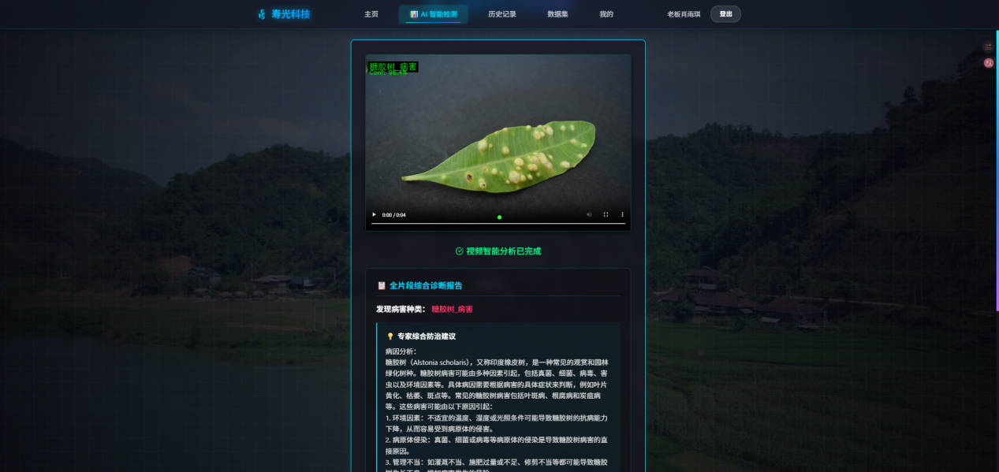 寿光科技
主页
AI 智能检测
历史记录
数据集
我的
老板肖雨琪
登出
糖胶树_病害
Conf: 96.4%
0:00 / 0:04
视频智能分析已完成
全片段综合诊断报告
发现病害种类： 糖胶树_病害
专家综合防治建议
病因分析：
糖胶树（Alstonia scholaris），又称印度橡皮树，是一种常见的观赏和园林
绿化树种。糖胶树病害可能由多种因素引起，包括真菌、细菌、病毒、害
虫以及环境因素等。具体病因需要根据病害的具体症状来判断，例如叶片
黄化、枯萎、斑点等。常见的糖胶树病害包括叶斑病、根腐病和炭疽病
等。这些病害可能由以下原因引起：
1. 环境因素：不适宜的温度、湿度或光照条件可能导致糖胶树的抗病能力
下降，从而容易受到病原体的侵害。
2. 病原体侵染：真菌、细菌或病毒等病原体的侵染是导致糖胶树病害的直
接原因。
3. 管理不当：如灌溉不当、施肥过量或不足、修剪不当等都可能导致糖胶